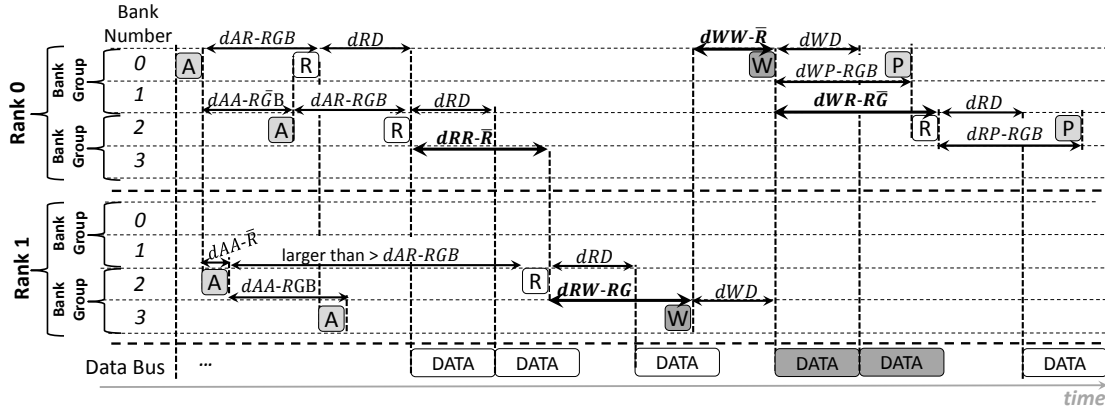 Bank
Number
dAR-RGB dRD dWW-R̅ dWD
Rank 0
Bank Group
0 A R W P
dWP-RGB
1 dAA-RG̅B dAR-RGB dRD dWR-RG̅ dRD
Bank Group
2 A R R P
dRR-R̅ dRP-RGB
3
Rank 1
Bank Group
0
1 dAA-R̅ larger than > dAR-RGB dRD
Bank Group
2 A R
dAA-RGB dRW-RG dWD
3 A W
Data Bus ... DATA DATA DATA DATA DATA DATA
time